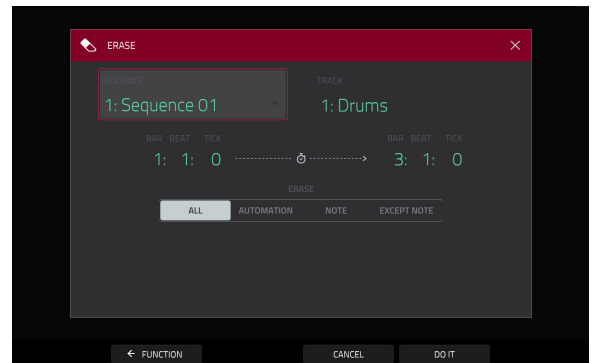 ERASE
SEQUENCE TRACK
1: Sequence 01 1: Drums
BAR BEAT TICK BAR BEAT TICK
1: 1: 0 3: 1: 0
ERASE
ALL AUTOMATION NOTE EXCEPT NOTE
← FUNCTION CANCEL DO IT